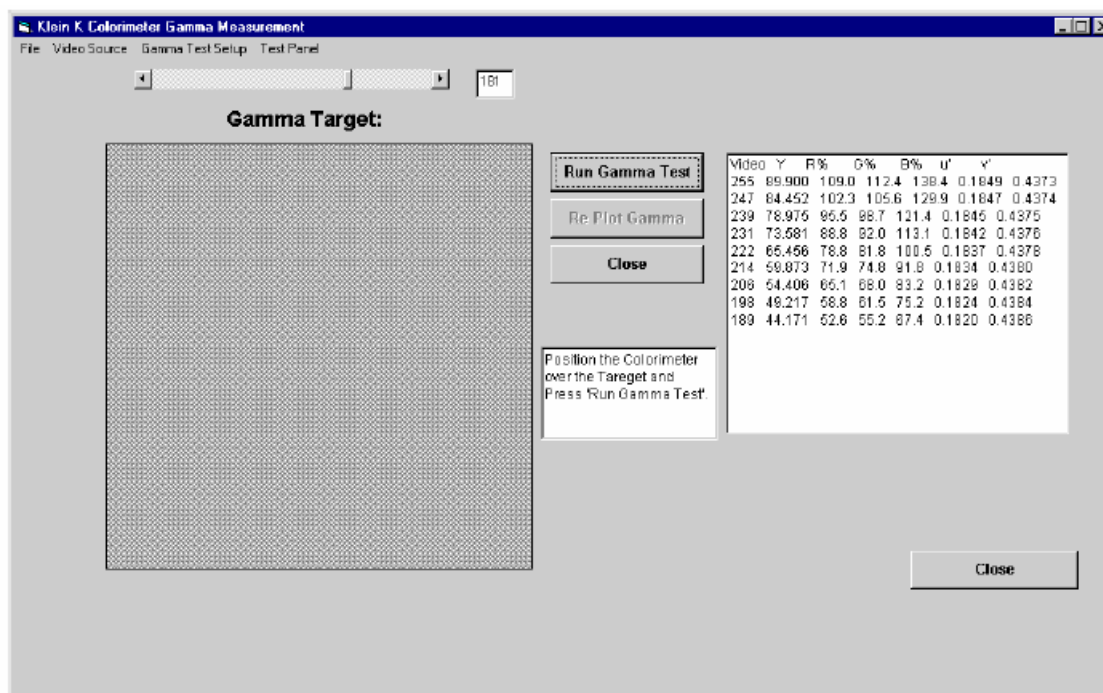 Klein K Colorimeter Gamma Measurement
File Video Source Gamma Test Setup Test Panel
181
Gamma Target:
Run Gamma Test
Re Plot Gamma
Close
Position the Colorimeter
over the Tareget and
Press 'Run Gamma Test'.
Video Y R% G% B% u' v'
255 89.900 109.0 112.4 138.4 0.1849 0.4373
247 84.452 102.3 105.6 129.9 0.1847 0.4374
239 78.975 95.5 98.7 121.4 0.1845 0.4375
231 73.581 88.8 92.0 113.1 0.1842 0.4376
222 65.456 78.8 81.8 100.5 0.1837 0.4378
214 59.873 71.9 74.8 91.8 0.1834 0.4380
206 54.406 65.1 68.0 83.2 0.1829 0.4382
198 49.217 58.8 61.5 75.2 0.1824 0.4384
189 44.171 52.6 55.2 67.4 0.1820 0.4386
Close